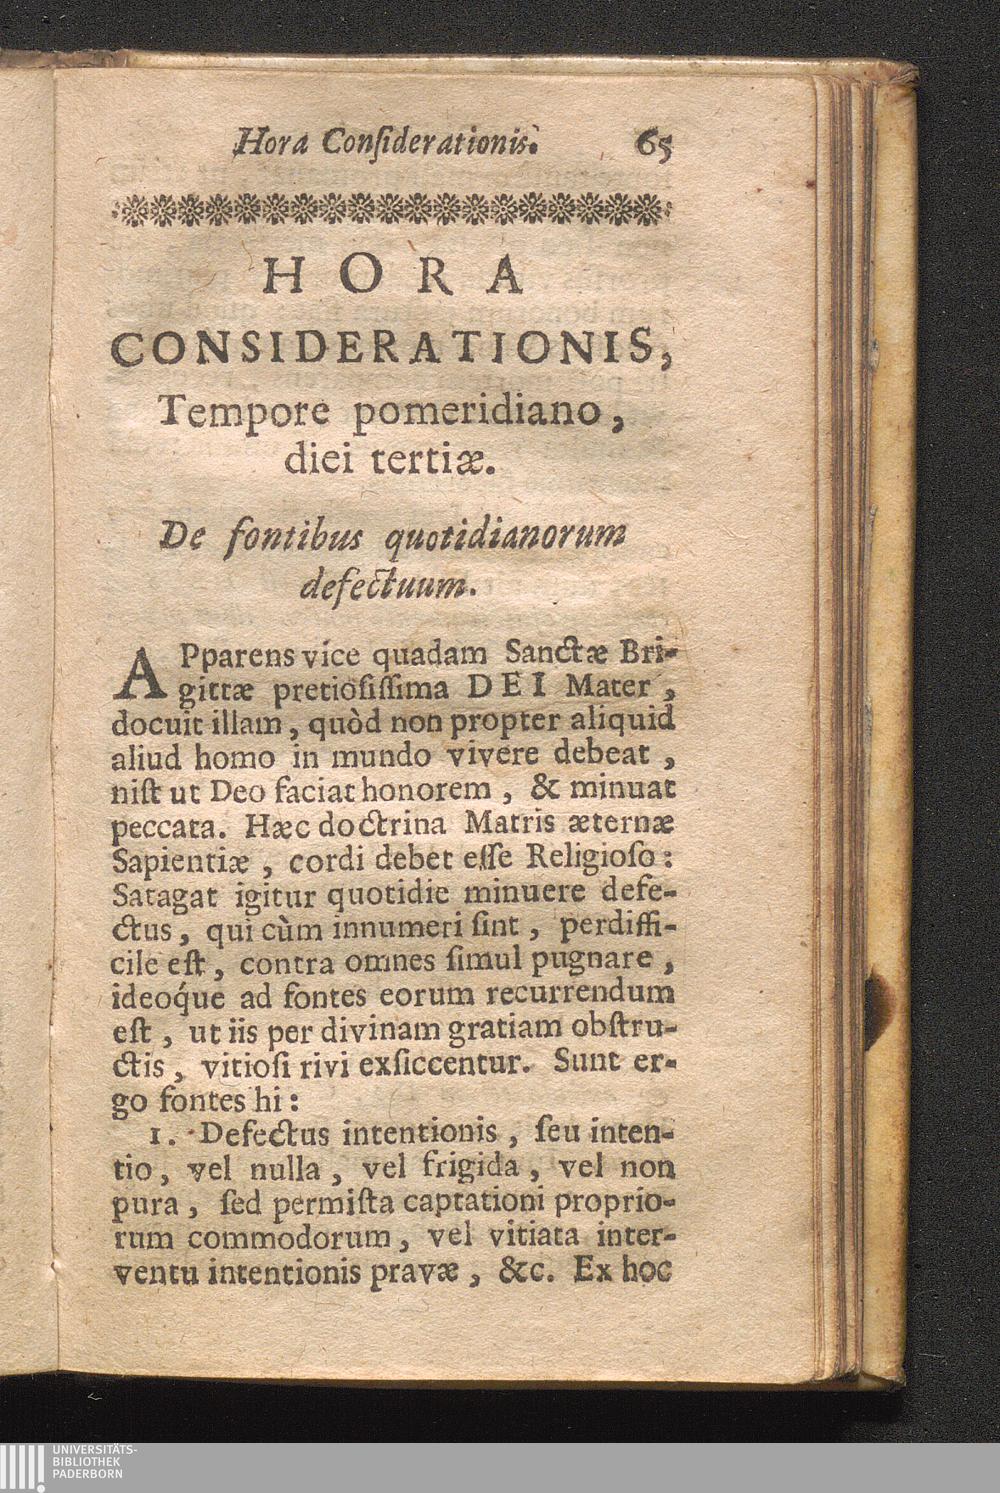 Hora Conſiderationis. 65
HORA
CONSIDERATIONIS,
Tempore pomeridiano,
diei tertiæ.
De fontibus quotidianorum
defectuum.
APparens vice quadam Sanctæ Bri-
gittæ pretioſiſſima DEI Mater,
docuit illam, quòd non propter aliquid
aliud homo in mundo vivere debeat,
niſt ut Deo faciat honorem, & minuat
peccata. Hæc doctrina Matris æternæ
Sapientiæ, cordi debet eſſe Religioſo:
Satagat igitur quotidie minuere defe-
ctus, qui cùm innumeri ſint, perdiffi-
cile eſt, contra omnes ſimul pugnare,
ideoq́ue ad fontes eorum recurrendum
eſt, ut iis per divinam gratiam obſtru-
ctis, vitioſi rivi exſiccentur. Sunt er-
go fontes hi:
1. Defectus intentionis, ſeu inten-
tio, vel nulla, vel frigida, vel non
pura, ſed permiſta captationi proprio-
rum commodorum, vel vitiata inter-
ventu intentionis pravæ, &c. Ex hoc
UNIVERSITÄTS-
BIBLIOTHEK
PADERBORN